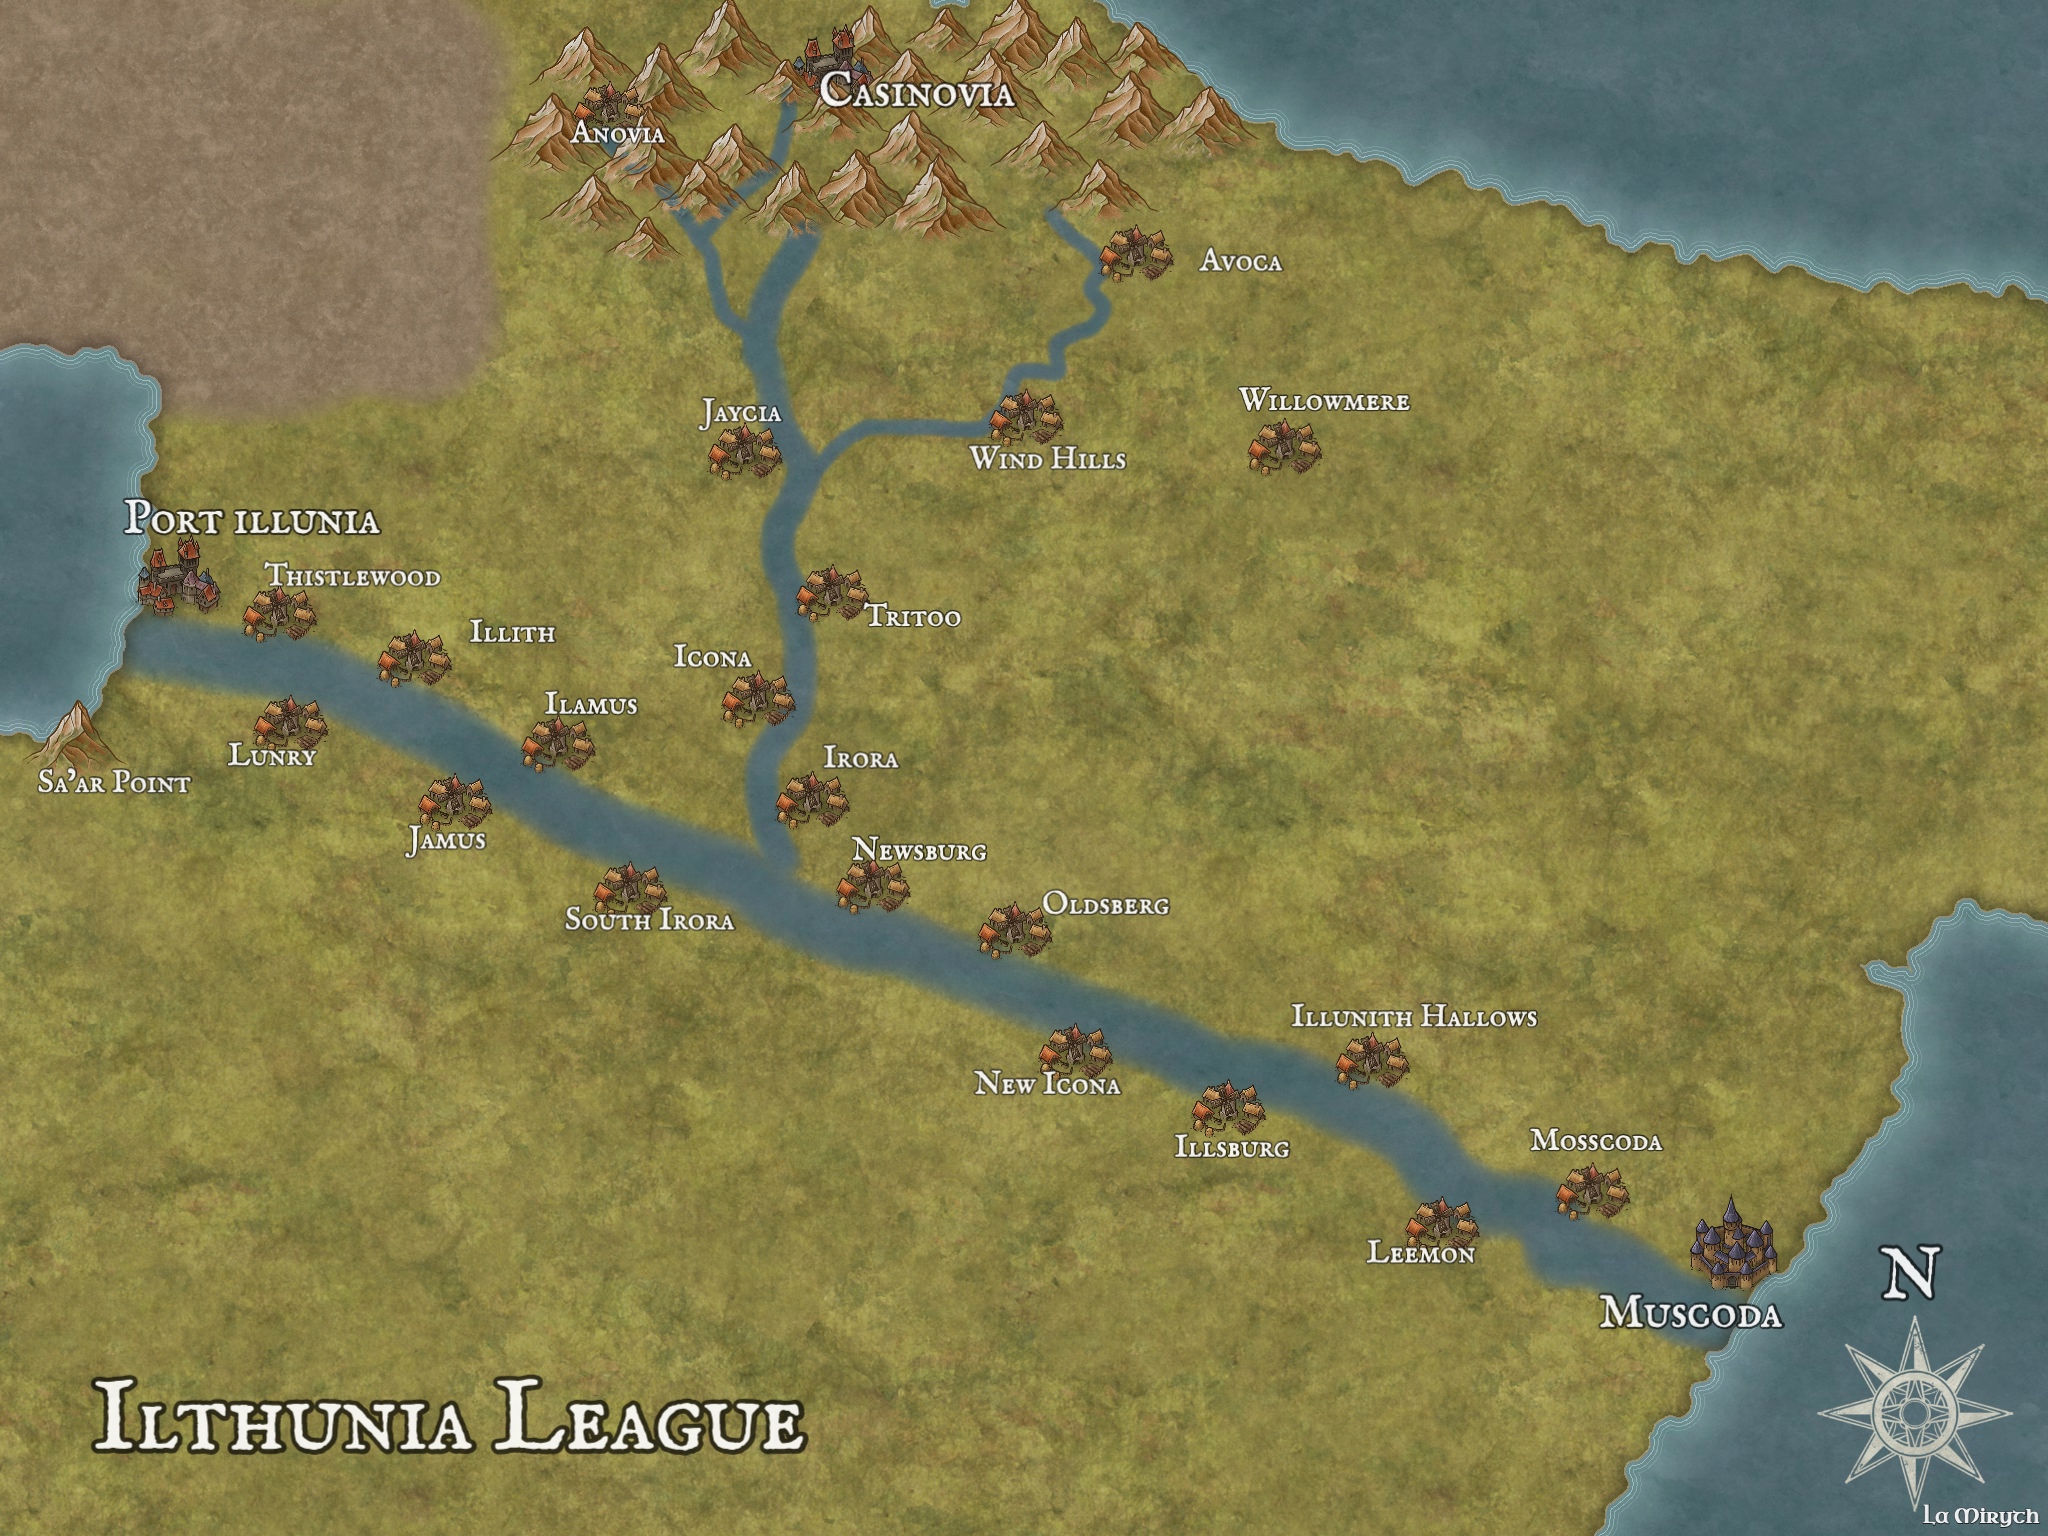 Casinovia
Anovia
Avoca
Willowmere
Jaycia
Wind Hills
Port illunia
Thistlewood
Tritoo
Illith
Icona
Ilamus
Lunry
Irora
Sa'ar Point
Jamus
Newsburg
Oldsberg
South Irora
Illunith Hallows
New Icona
Illsburg
Mosscoda
Leemon
N
Muscoda
Ilthunia League
La Miryth